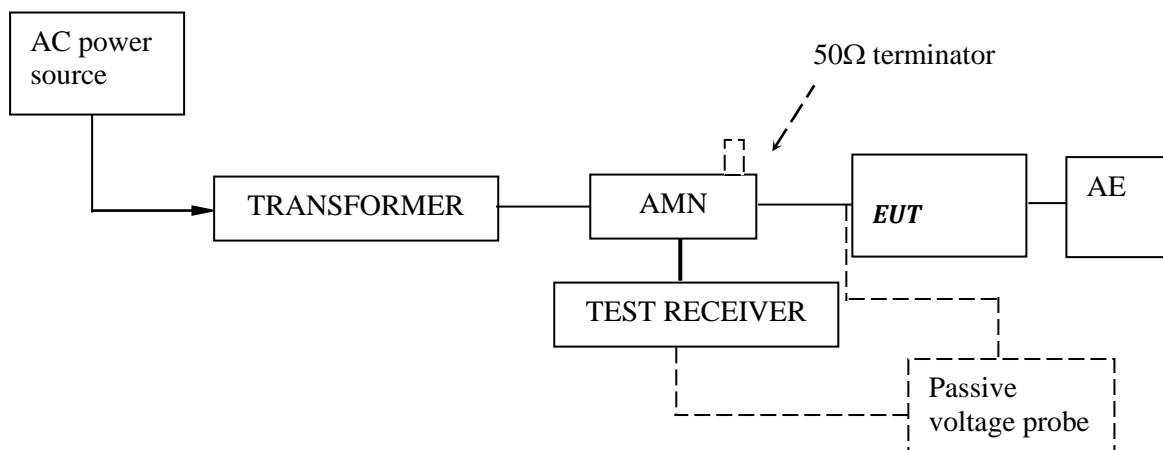 AC power
source
50Ω terminator
TRANSFORMER
AMN
EUT
AE
TEST RECEIVER
Passive
voltage probe